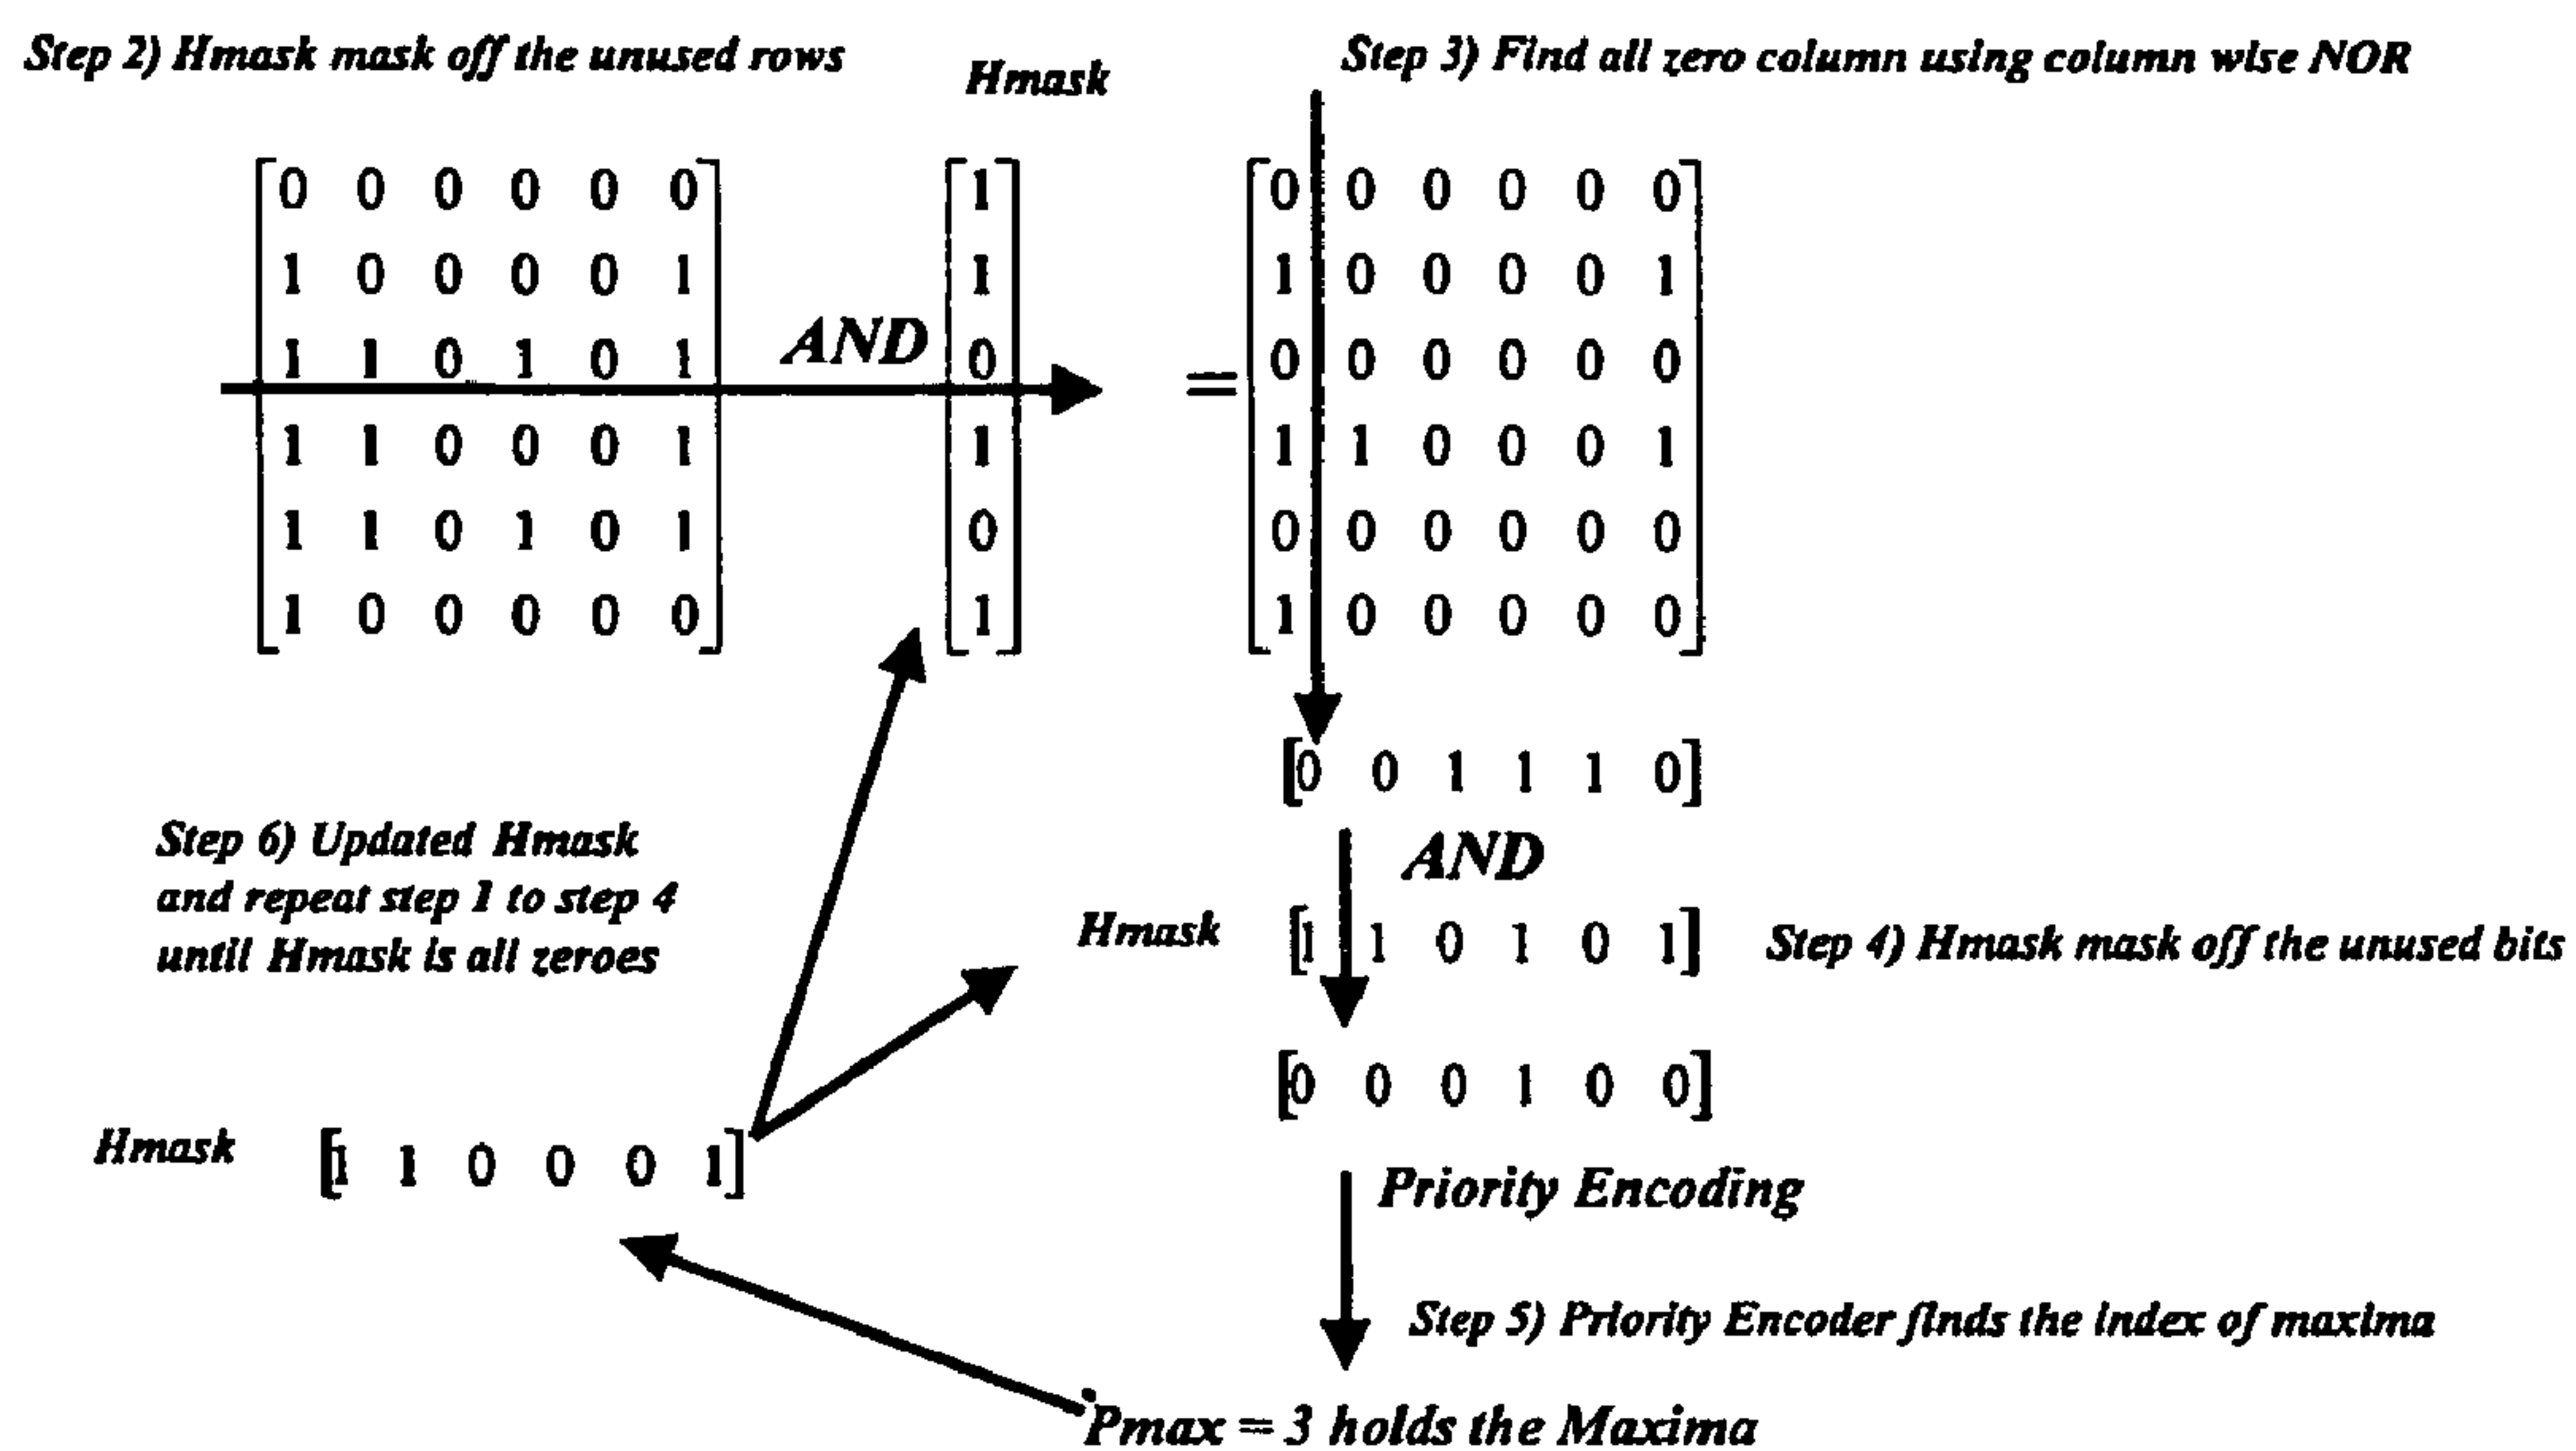 Step 2) Hmask mask off the unused rows
Hmask
Step 3) Find all zero column using column wise NOR
0 0 0 0 0 0
1 0 0 0 0 1
1 1 0 1 0 1
1 1 0 0 0 1
1 1 0 1 0 1
1 0 0 0 0 0
AND
1
1
0
1
0
1
=
0 0 0 0 0 0
1 0 0 0 0 1
0 0 0 0 0 0
1 1 0 0 0 1
0 0 0 0 0 0
1 0 0 0 0 0
[0 0 1 1 1 0]
AND
Hmask [1 1 0 1 0 1] Step 4) Hmask mask off the unused bits
[0 0 0 1 0 0]
Step 6) Updated Hmask
and repeat step 1 to step 4
until Hmask is all zeroes
Hmask [1 1 0 0 0 1]
Priority Encoding
Step 5) Priority Encoder finds the index of maxima
Pmax = 3 holds the Maxima